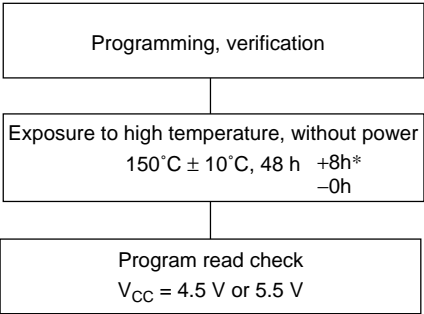 Programming, verification
Exposure to high temperature, without power
150˚C ± 10˚C, 48 h +8h*
−0h
Program read check
VCC = 4.5 V or 5.5 V